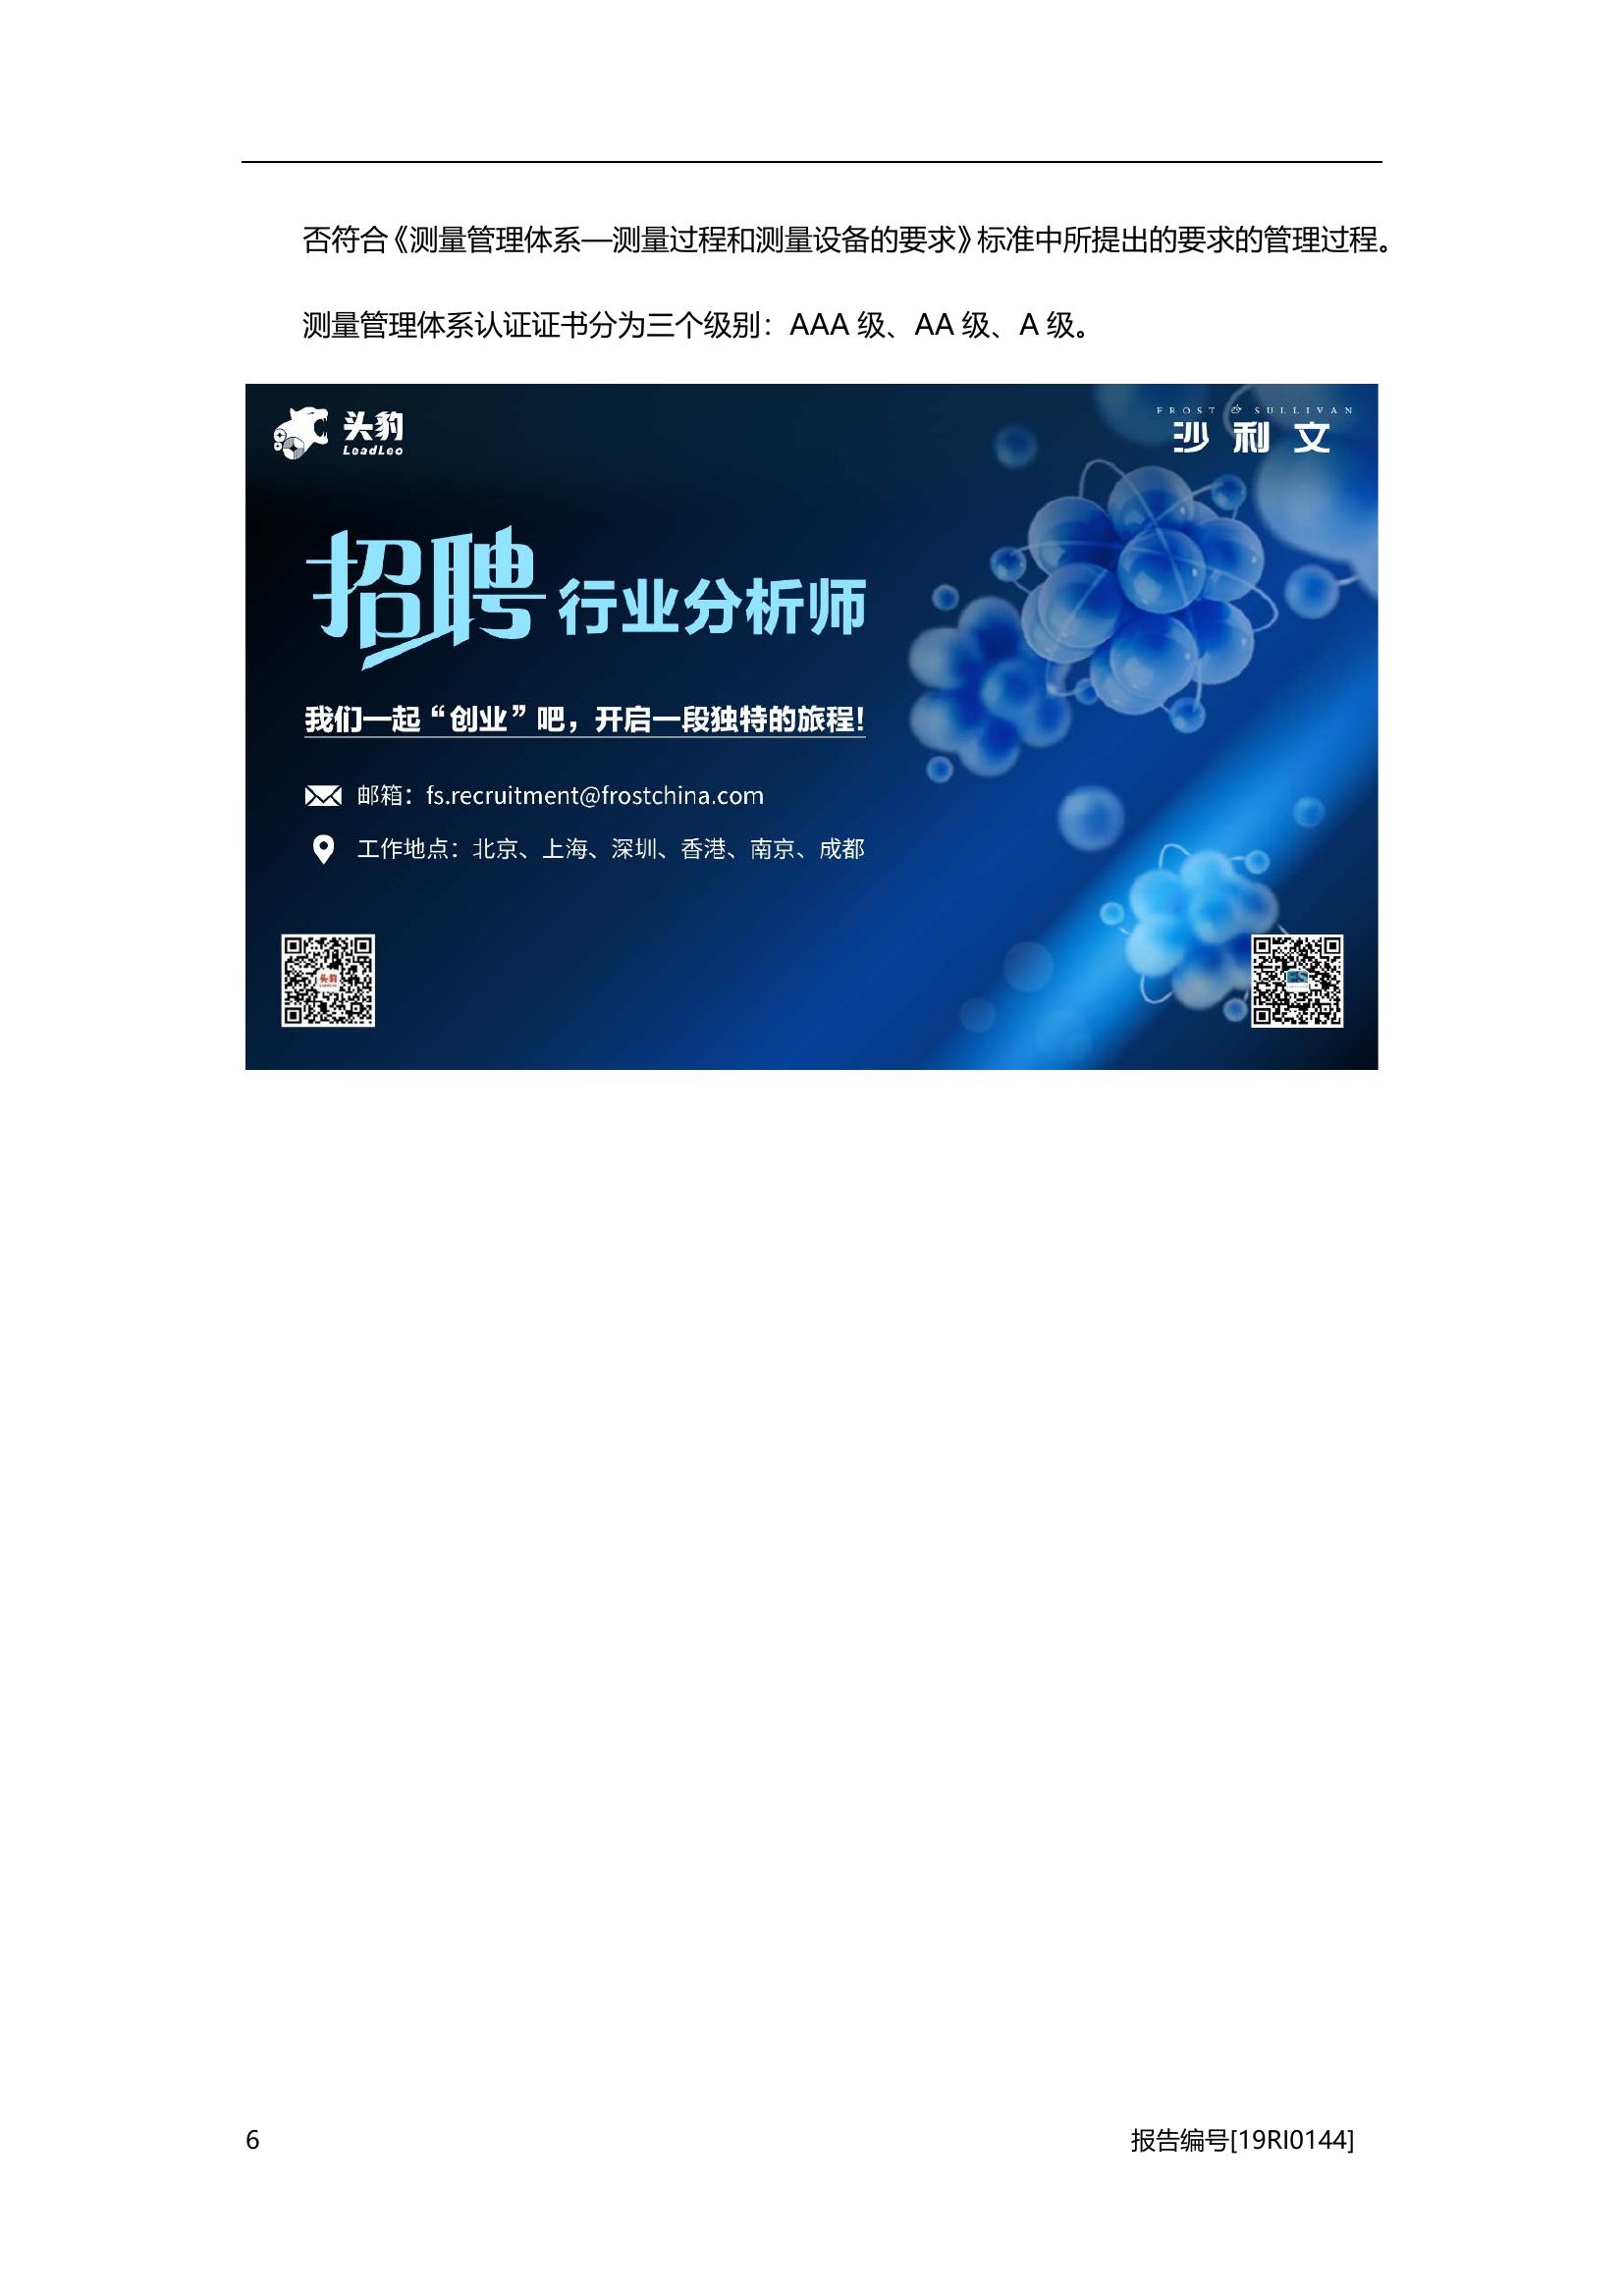 否符合《测量管理体系—测量过程和测量设备的要求》标准中所提出的要求的管理过程。
测量管理体系认证证书分为三个级别：AAA 级、AA 级、A 级。
头豹
LeadLeo
FROST & SULLIVAN
沙利文
招聘 行业分析师
我们一起“创业”吧，开启一段独特的旅程!
邮箱：fs.recruitment@frostchina.com
工作地点：北京、上海、深圳、香港、南京、成都
头豹
6
报告编号[19RI0144]